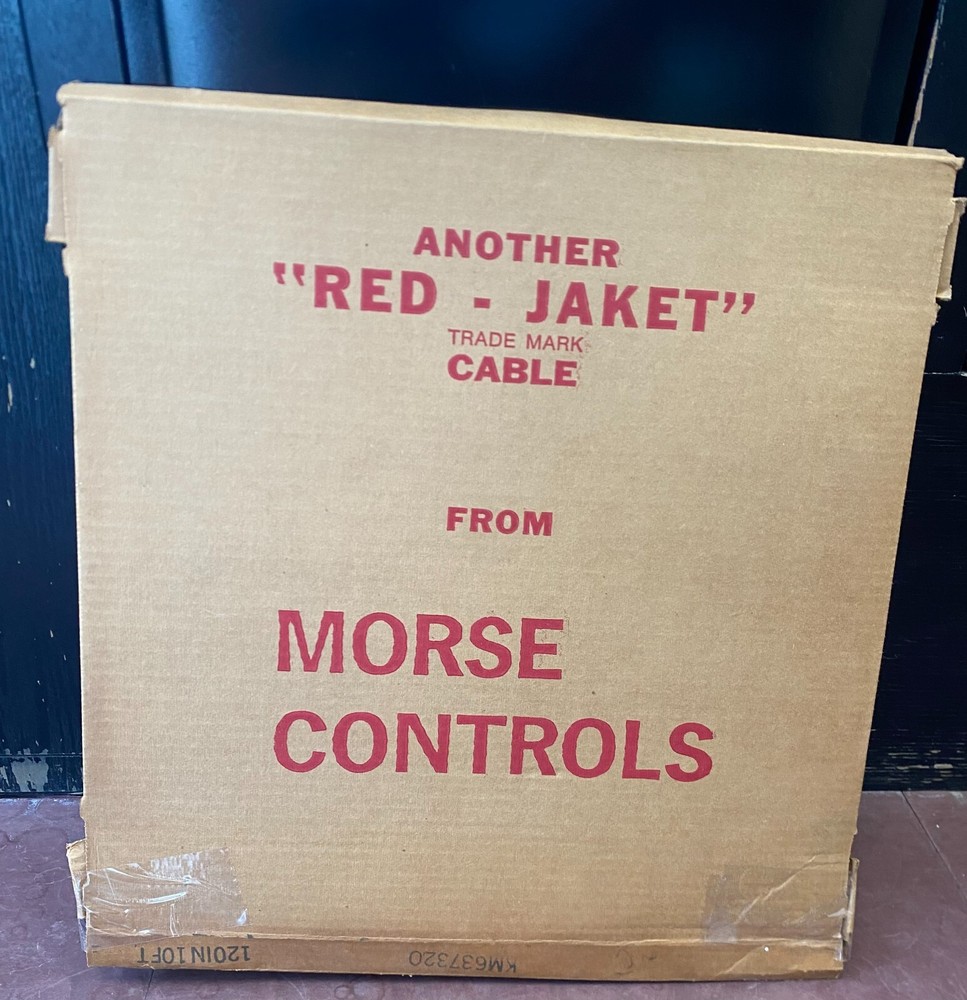 ANOTHER
"RED - JAKET"
TRADE MARK
CABLE
FROM
MORSE
CONTROLS
120IN10FT
KM637320